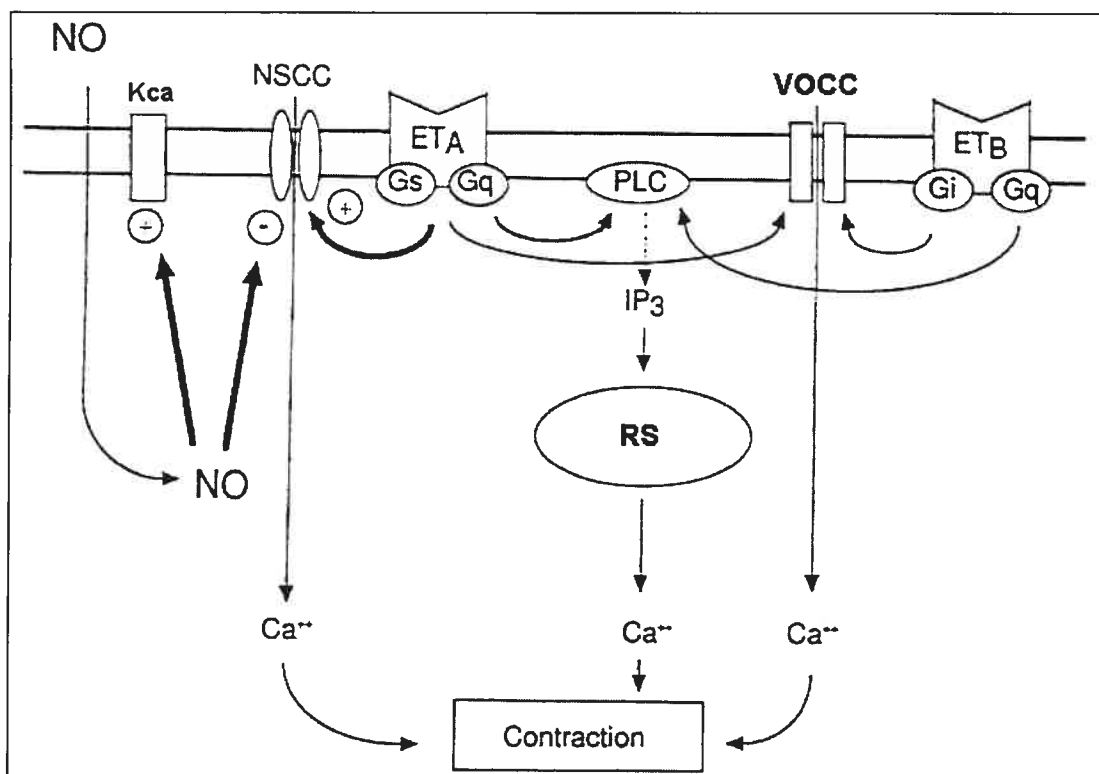 NO
Kca
NSCC
VOCC
ETA
ETB
Gs
Gq
PLC
Gi
Gq
+
-
+
IP3
RS
NO
Ca++
Ca++
Ca++
Contraction